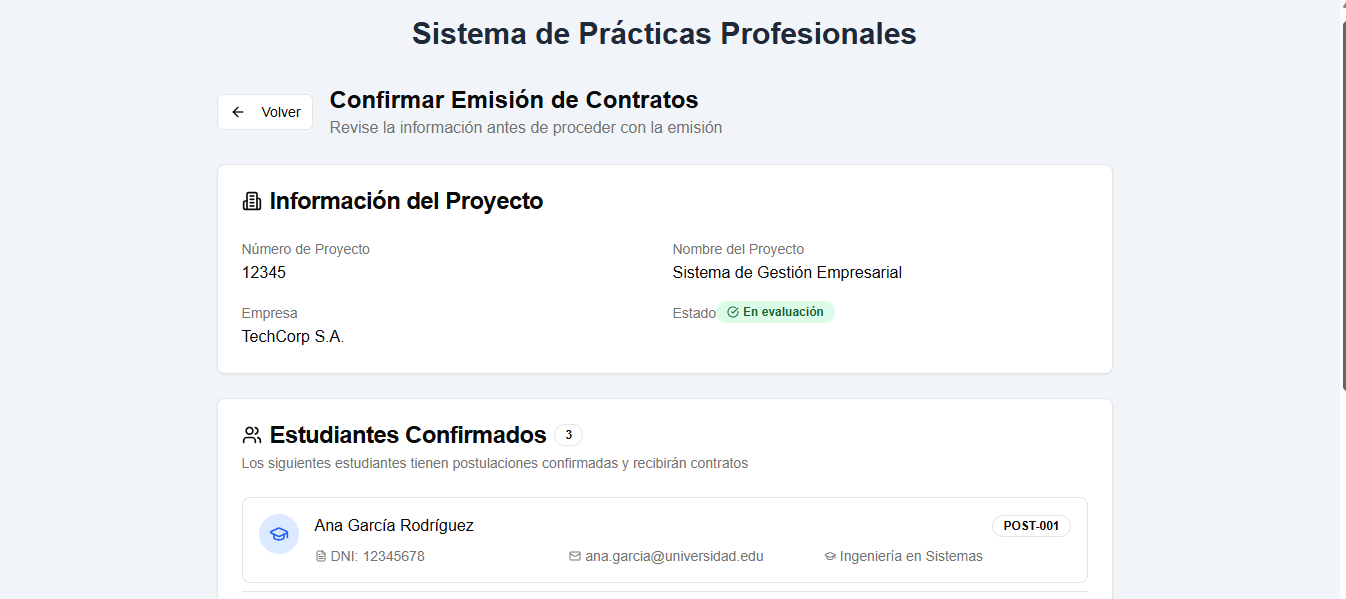 Sistema de Prácticas Profesionales
Volver
Confirmar Emisión de Contratos
Revise la información antes de proceder con la emisión
Información del Proyecto
Número de Proyecto
12345
Nombre del Proyecto
Sistema de Gestión Empresarial
Empresa
TechCorp S.A.
Estado En evaluación
Estudiantes Confirmados 3
Los siguientes estudiantes tienen postulaciones confirmadas y recibirán contratos
Ana García Rodríguez POST-001
DNI: 12345678 ana.garcia@universidad.edu Ingeniería en Sistemas